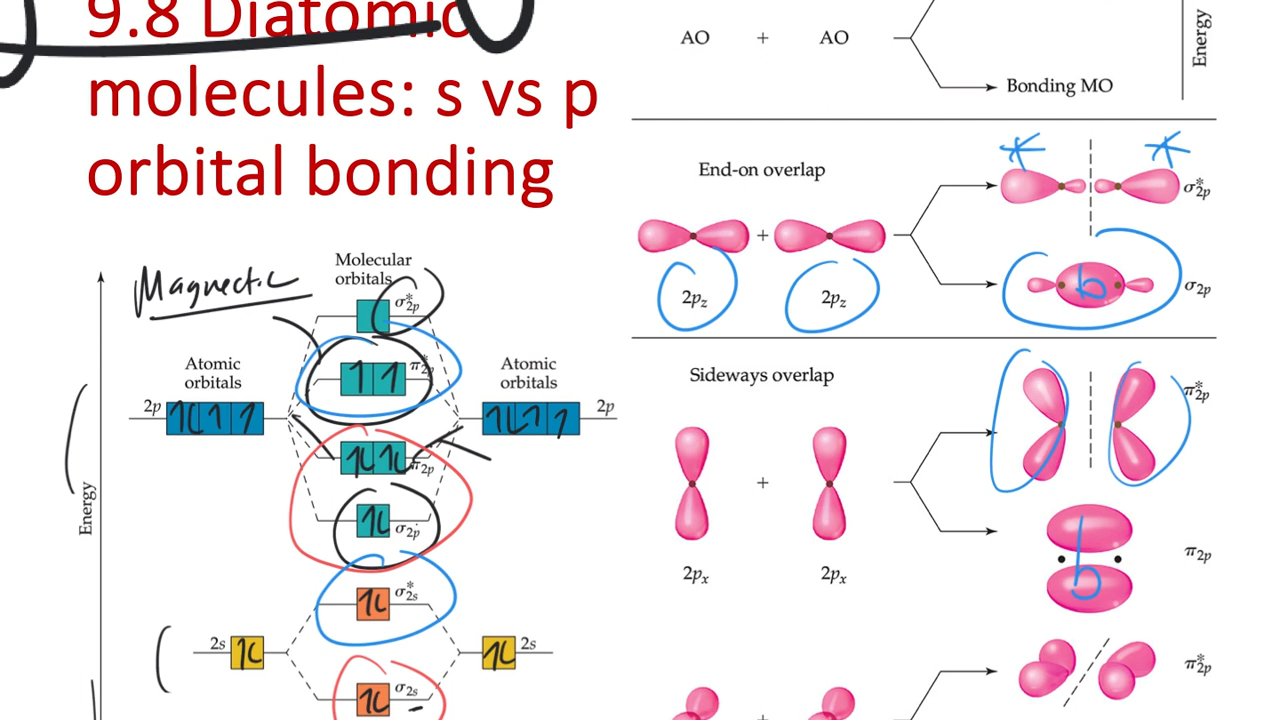 9.8 Diatomic
molecules: s vs p
orbital bonding
Magnetic
Molecular
orbitals
σ*2p
Atomic
orbitals
π*2p
Atomic
orbitals
2p
2p
π2p
σ2p
Energy
σ*2s
2s
2s
σ2s
AO + AO
Energy
Bonding MO
End-on overlap
σ*2p
+
2pz
2pz
b
σ2p
Sideways overlap
π*2p
+
2px
2px
b
π2p
π*2p
+